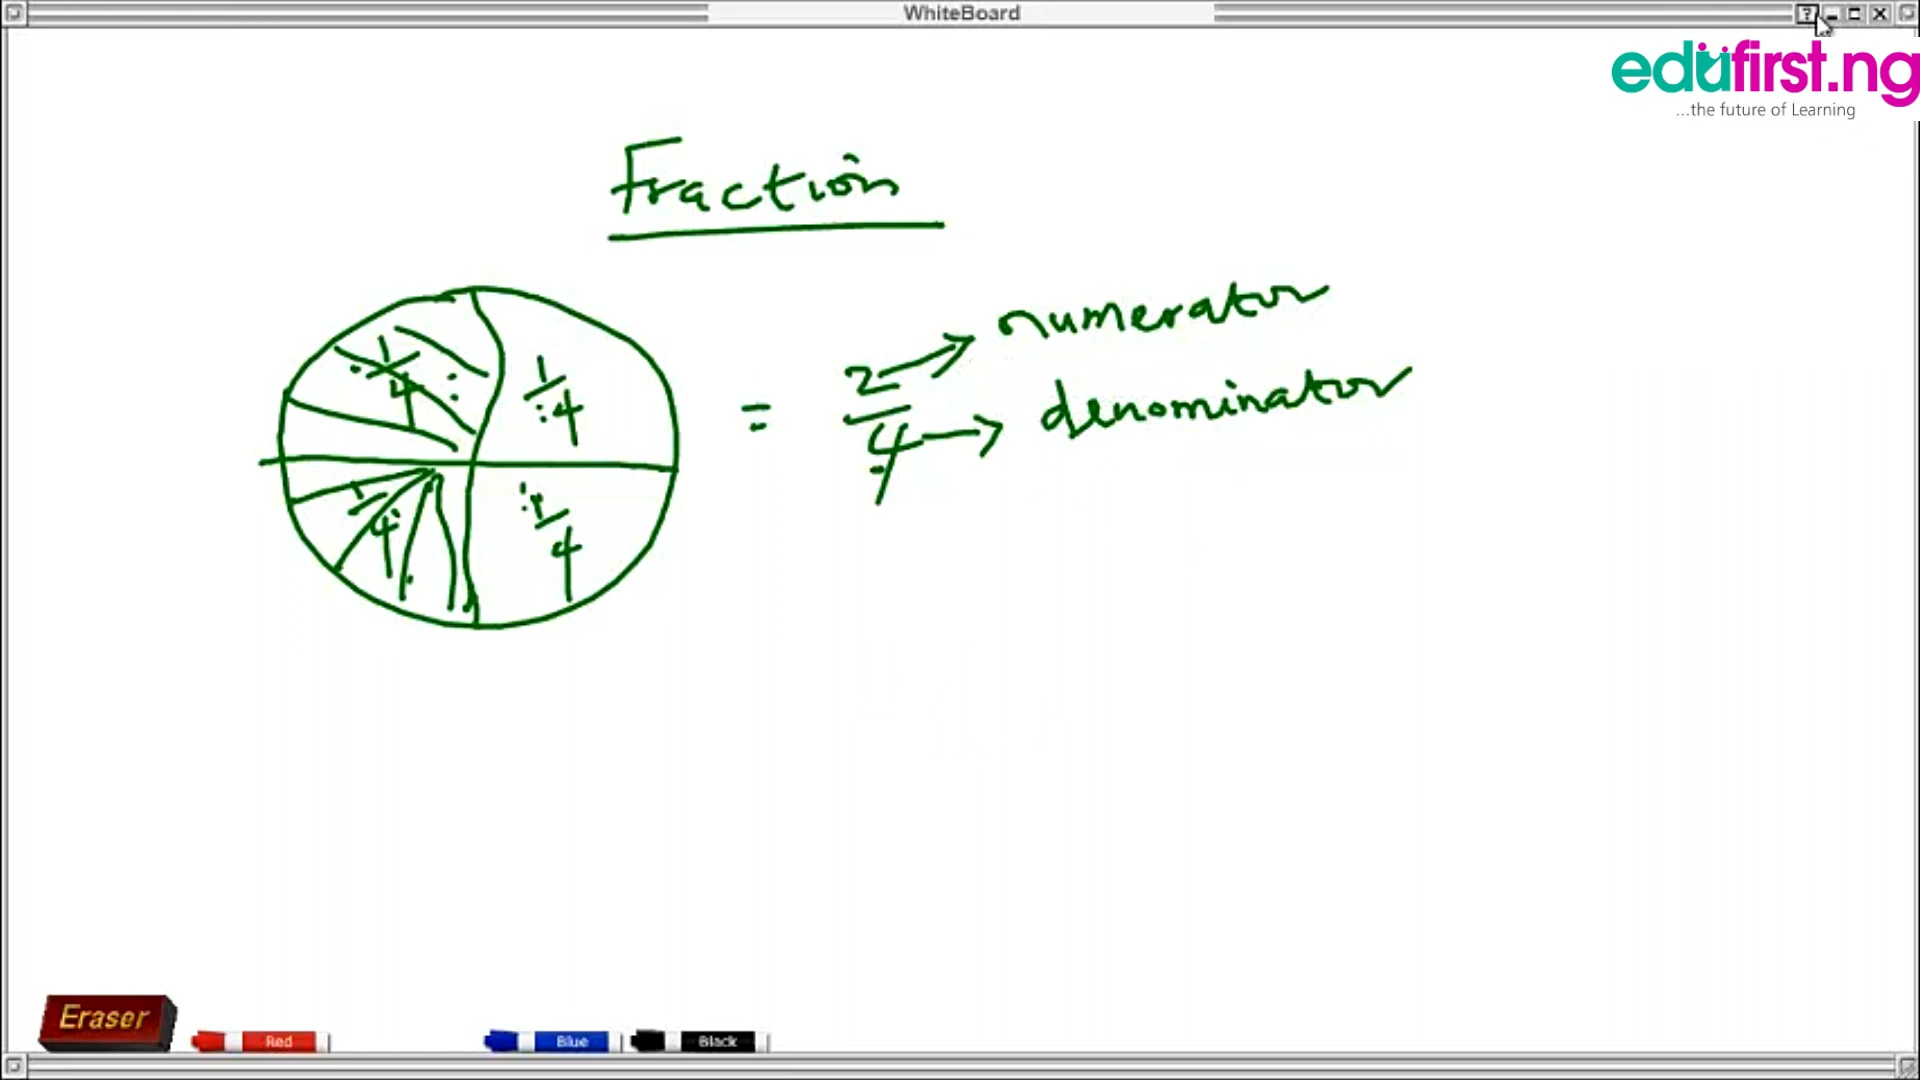 WhiteBoard
?
edufirst.ng
...the future of Learning
Fraction
1/4
1/4
1/4
1/4
= 2/4
numerator
denominator
Eraser
Red
Blue
Black